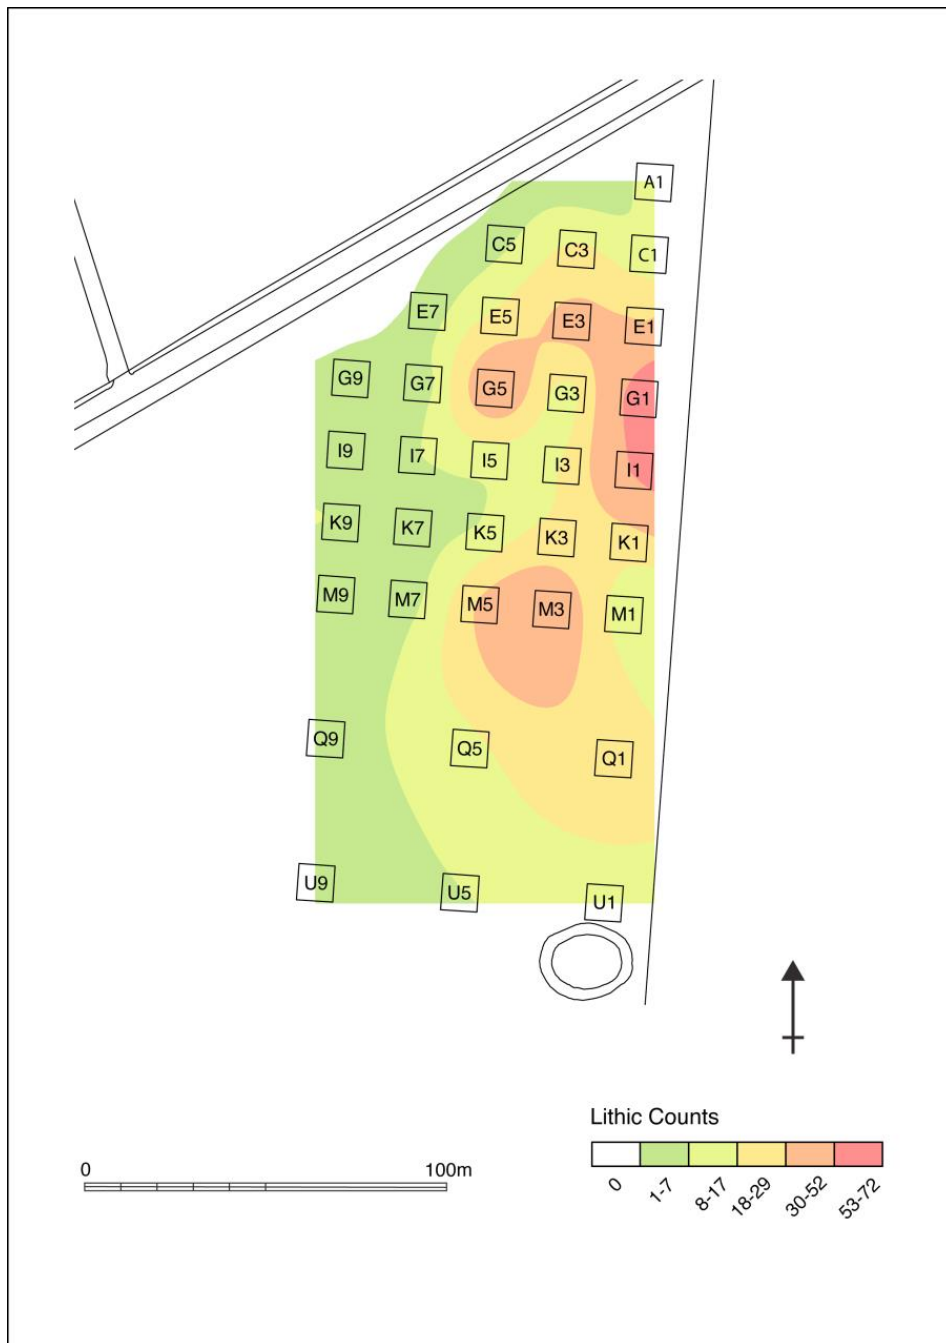 A1
C5 C3 C1
E7 E5 E3 E1
G9 G7 G5 G3 G1
I9 I7 I5 I3 I1
K9 K7 K5 K3 K1
M9 M7 M5 M3 M1
Q9 Q5 Q1
U9 U5 U1
Lithic Counts
0 100m
0 1-7 8-17 18-29 30-52 53-72